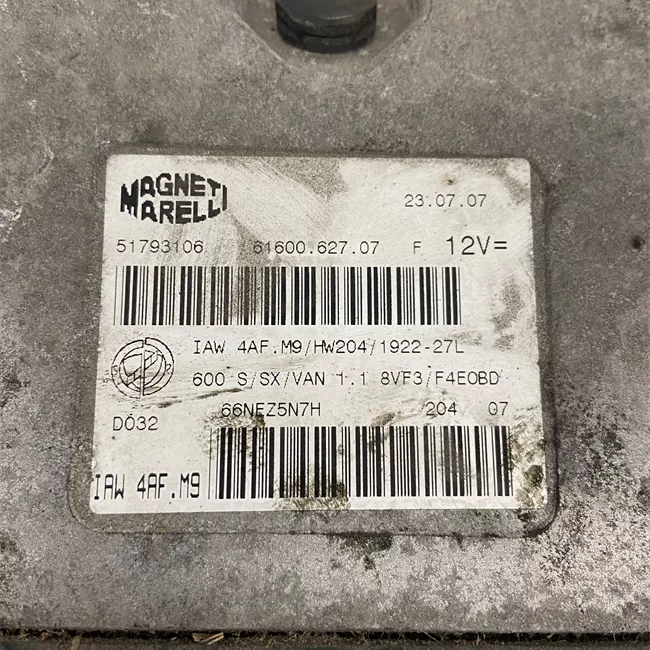 MAGNETI
MARELLI
23.07.07
51793106 61600.627.07 F 12V=
IAW 4AF.M9/HW204/1922-27L
600 S/SX/VAN 1.1 8VF3/F4EOBD
D032 66NEZ5N7H 204 07
IAW 4AF.M9